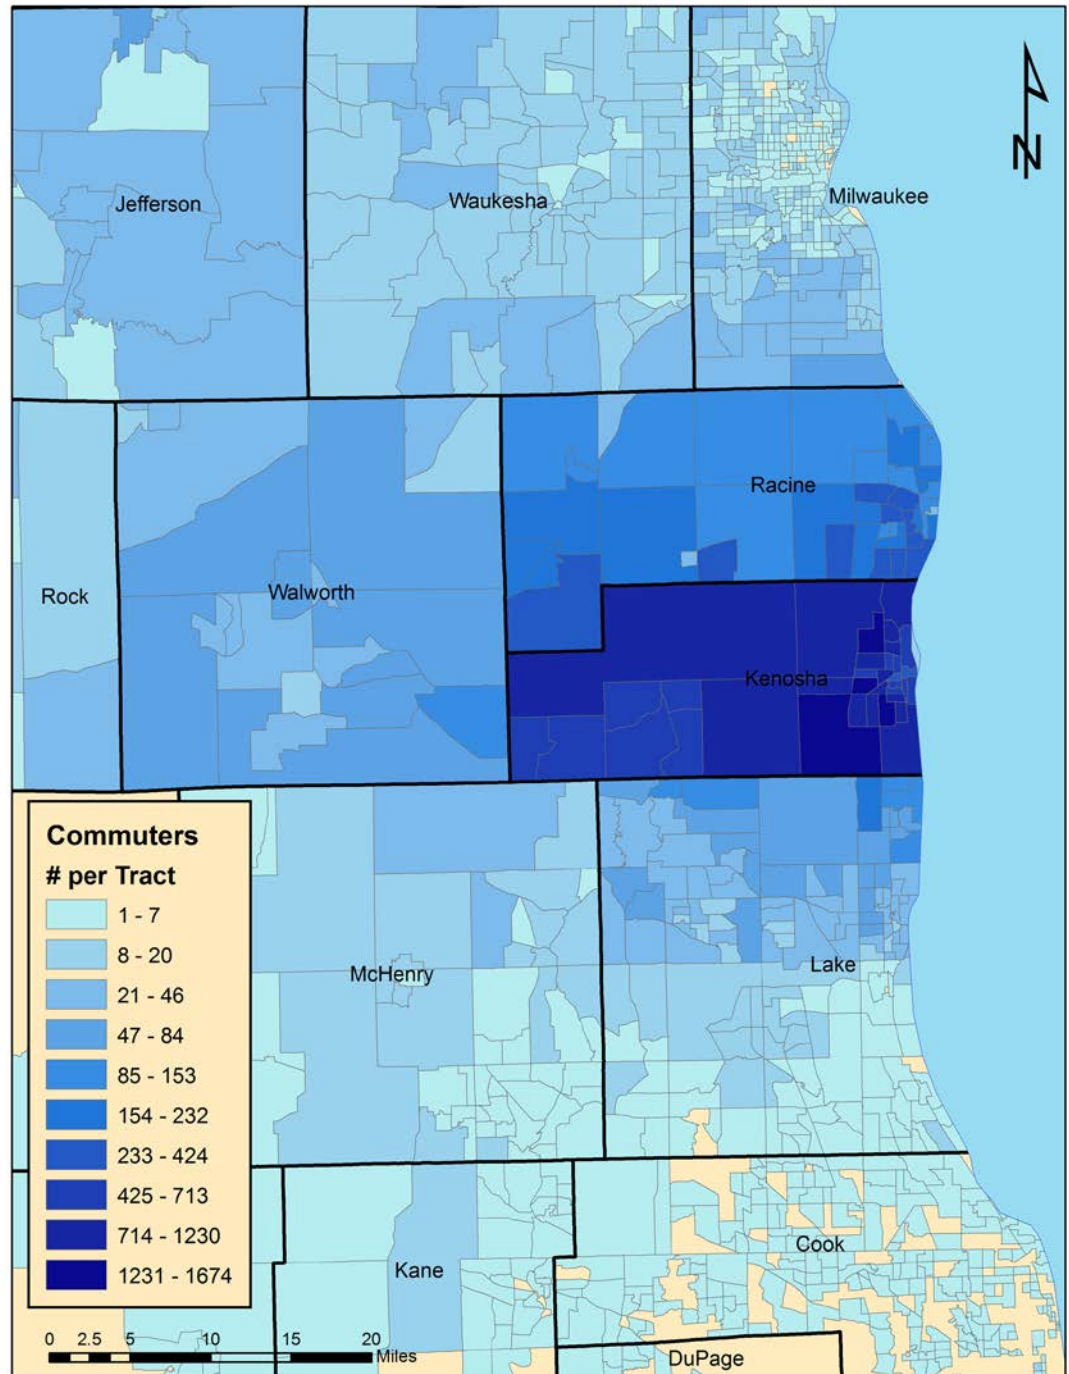 N
Jefferson
Waukesha
Milwaukee
Racine
Rock
Walworth
Kenosha
Commuters
# per Tract
1 - 7
8 - 20
21 - 46
47 - 84
85 - 153
154 - 232
233 - 424
425 - 713
714 - 1230
1231 - 1674
McHenry
Lake
Cook
Kane
DuPage
0 2.5 5 10 15 20
Miles